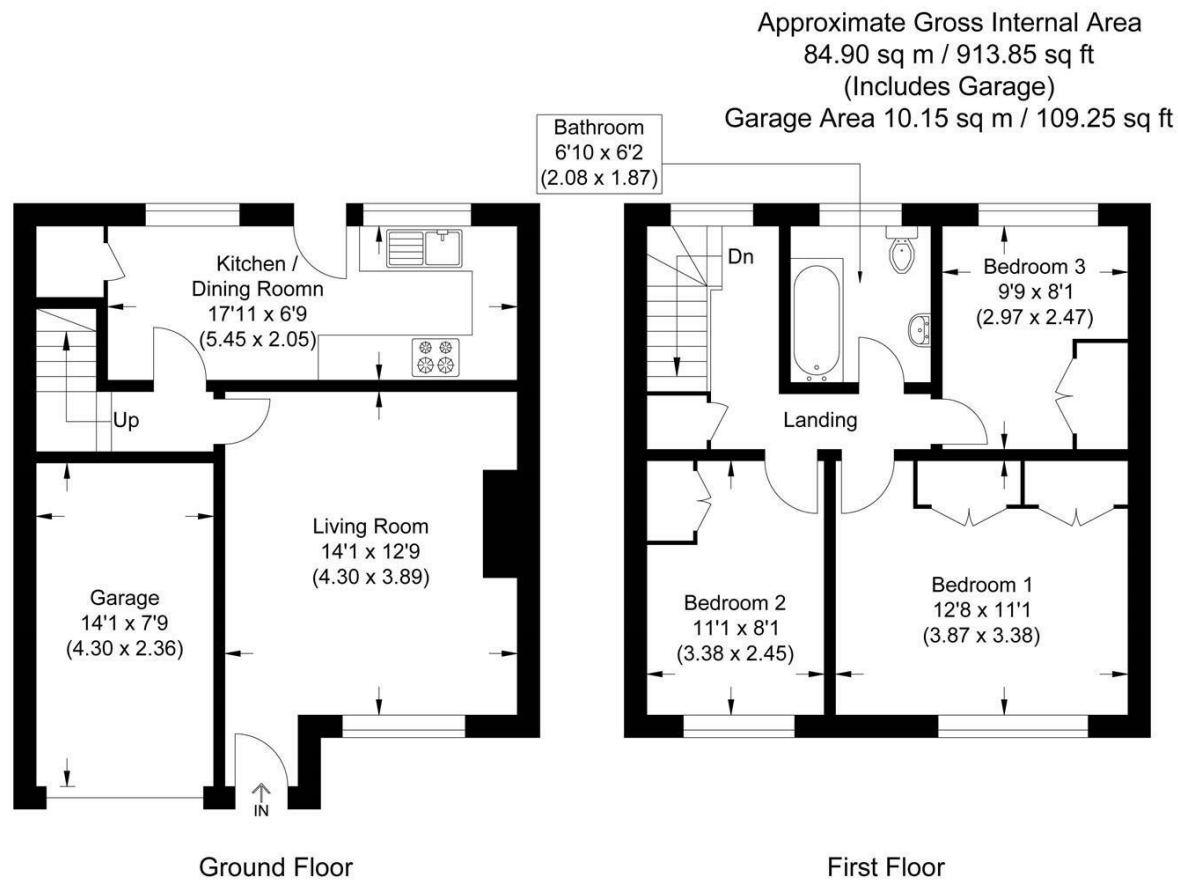 Approximate Gross Internal Area
84.90 sq m / 913.85 sq ft
(Includes Garage)
Garage Area 10.15 sq m / 109.25 sq ft
Bathroom
6'10 x 6'2
(2.08 x 1.87)
Kitchen /
Dining Roomn
17'11 x 6'9
(5.45 x 2.05)
Up
Living Room
14'1 x 12'9
(4.30 x 3.89)
Garage
14'1 x 7'9
(4.30 x 2.36)
IN
Ground Floor
Dn
Bedroom 3
9'9 x 8'1
(2.97 x 2.47)
Landing
Bedroom 2
11'1 x 8'1
(3.38 x 2.45)
Bedroom 1
12'8 x 11'1
(3.87 x 3.38)
First Floor